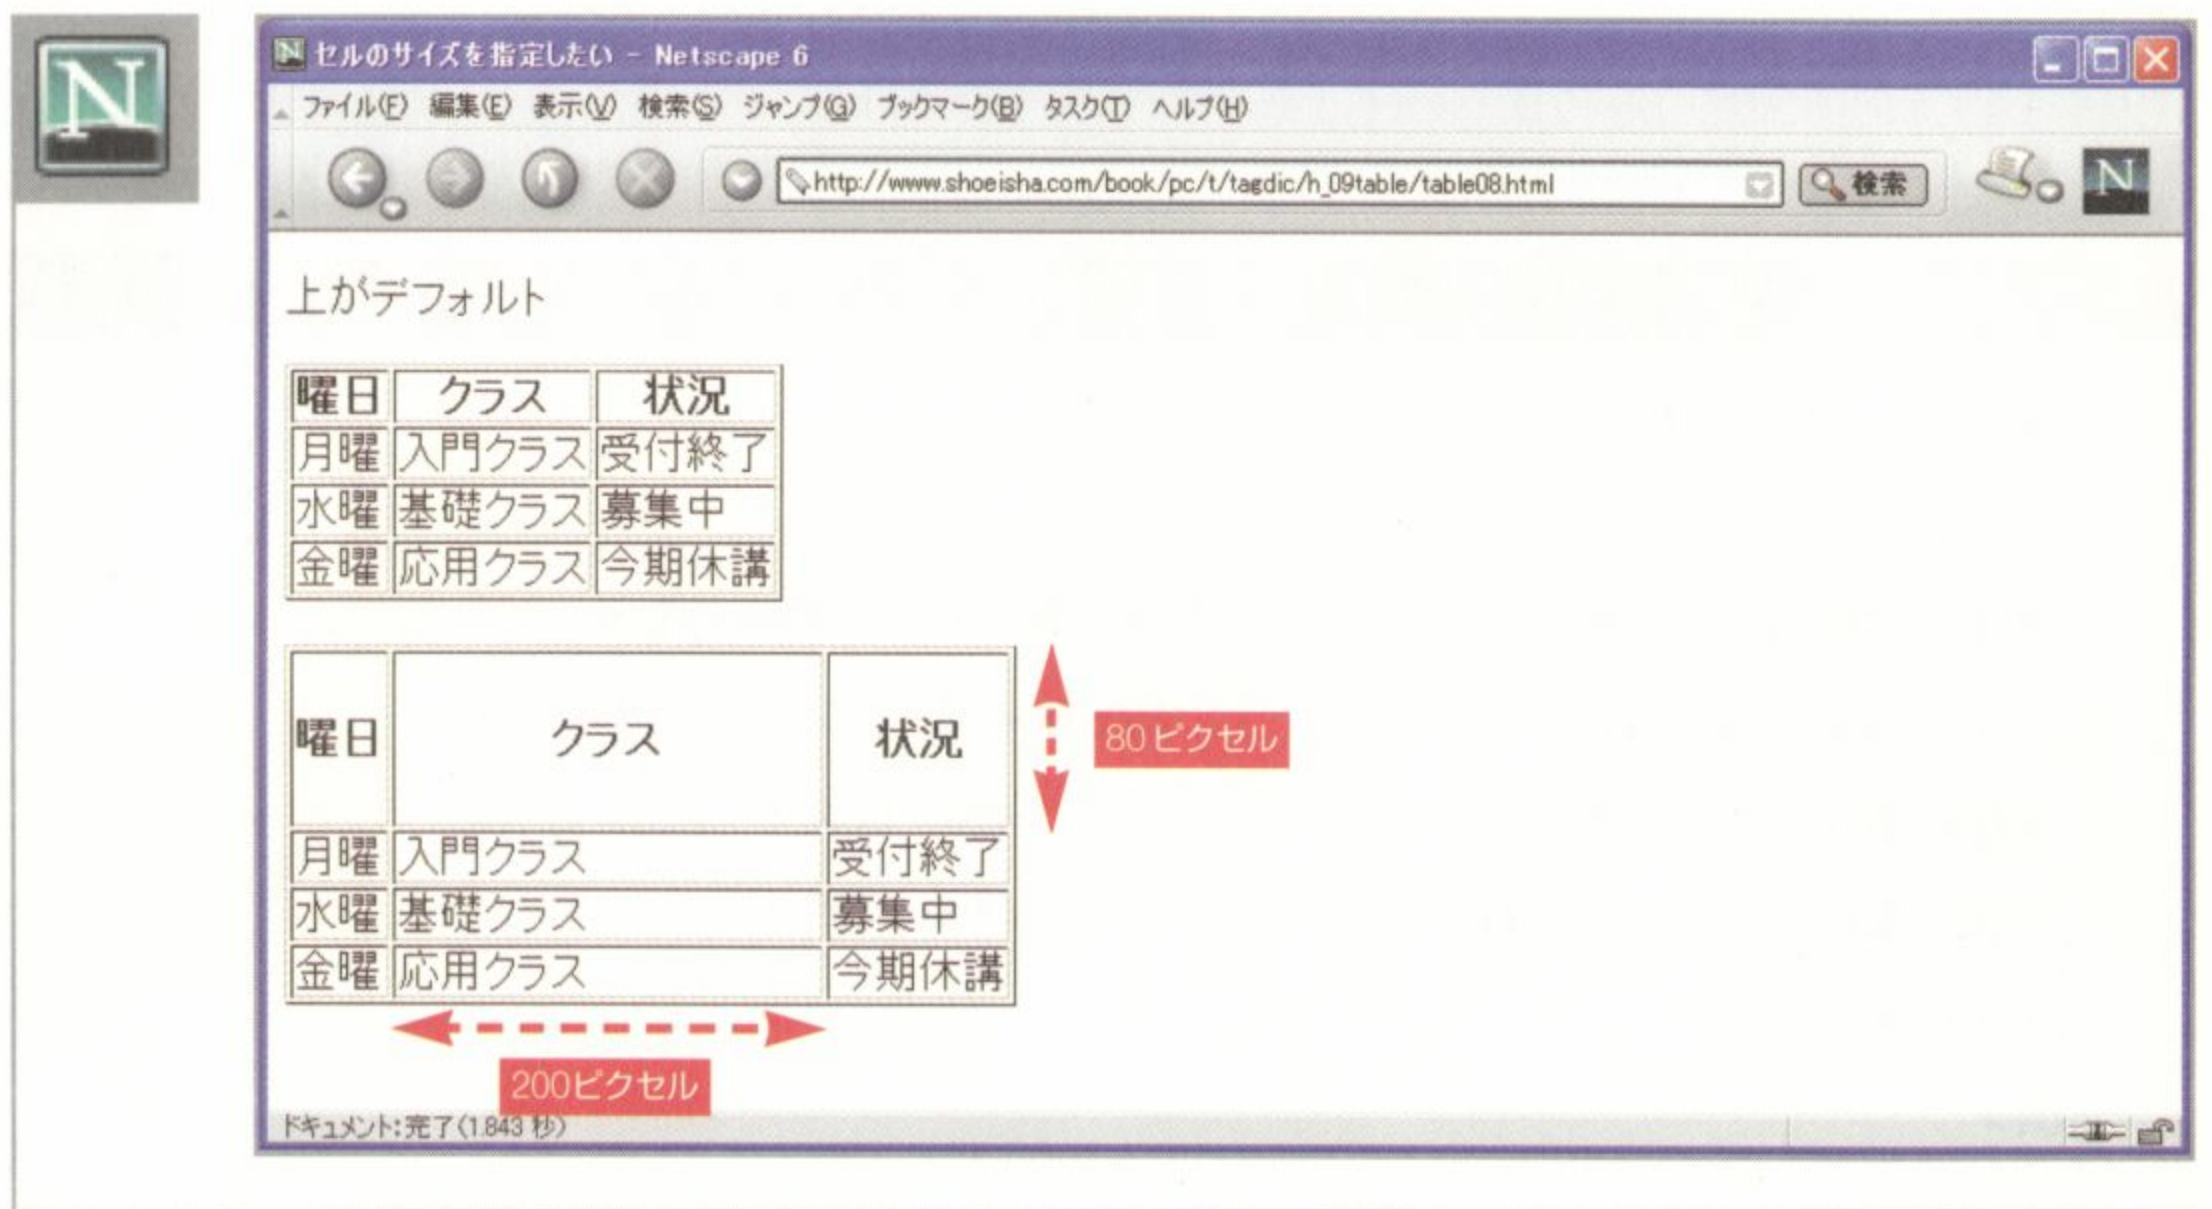 N
セルのサイズを指定したい - Netscape 6
ファイル(F) 編集(E) 表示(V) 検索(S) ジャンプ(G) ブックマーク(B) タスク(T) ヘルプ(H)
http://www.shoeisha.com/book/pc/t/tagdic/h_09table/table08.html 検索 N
上がデフォルト
曜日 クラス 状況
月曜 入門クラス 受付終了
水曜 基礎クラス 募集中
金曜 応用クラス 今期休講
曜日 クラス 状況
80ピクセル
月曜 入門クラス 受付終了
水曜 基礎クラス 募集中
金曜 応用クラス 今期休講
200ピクセル
ドキュメント:完了(1.843 秒)